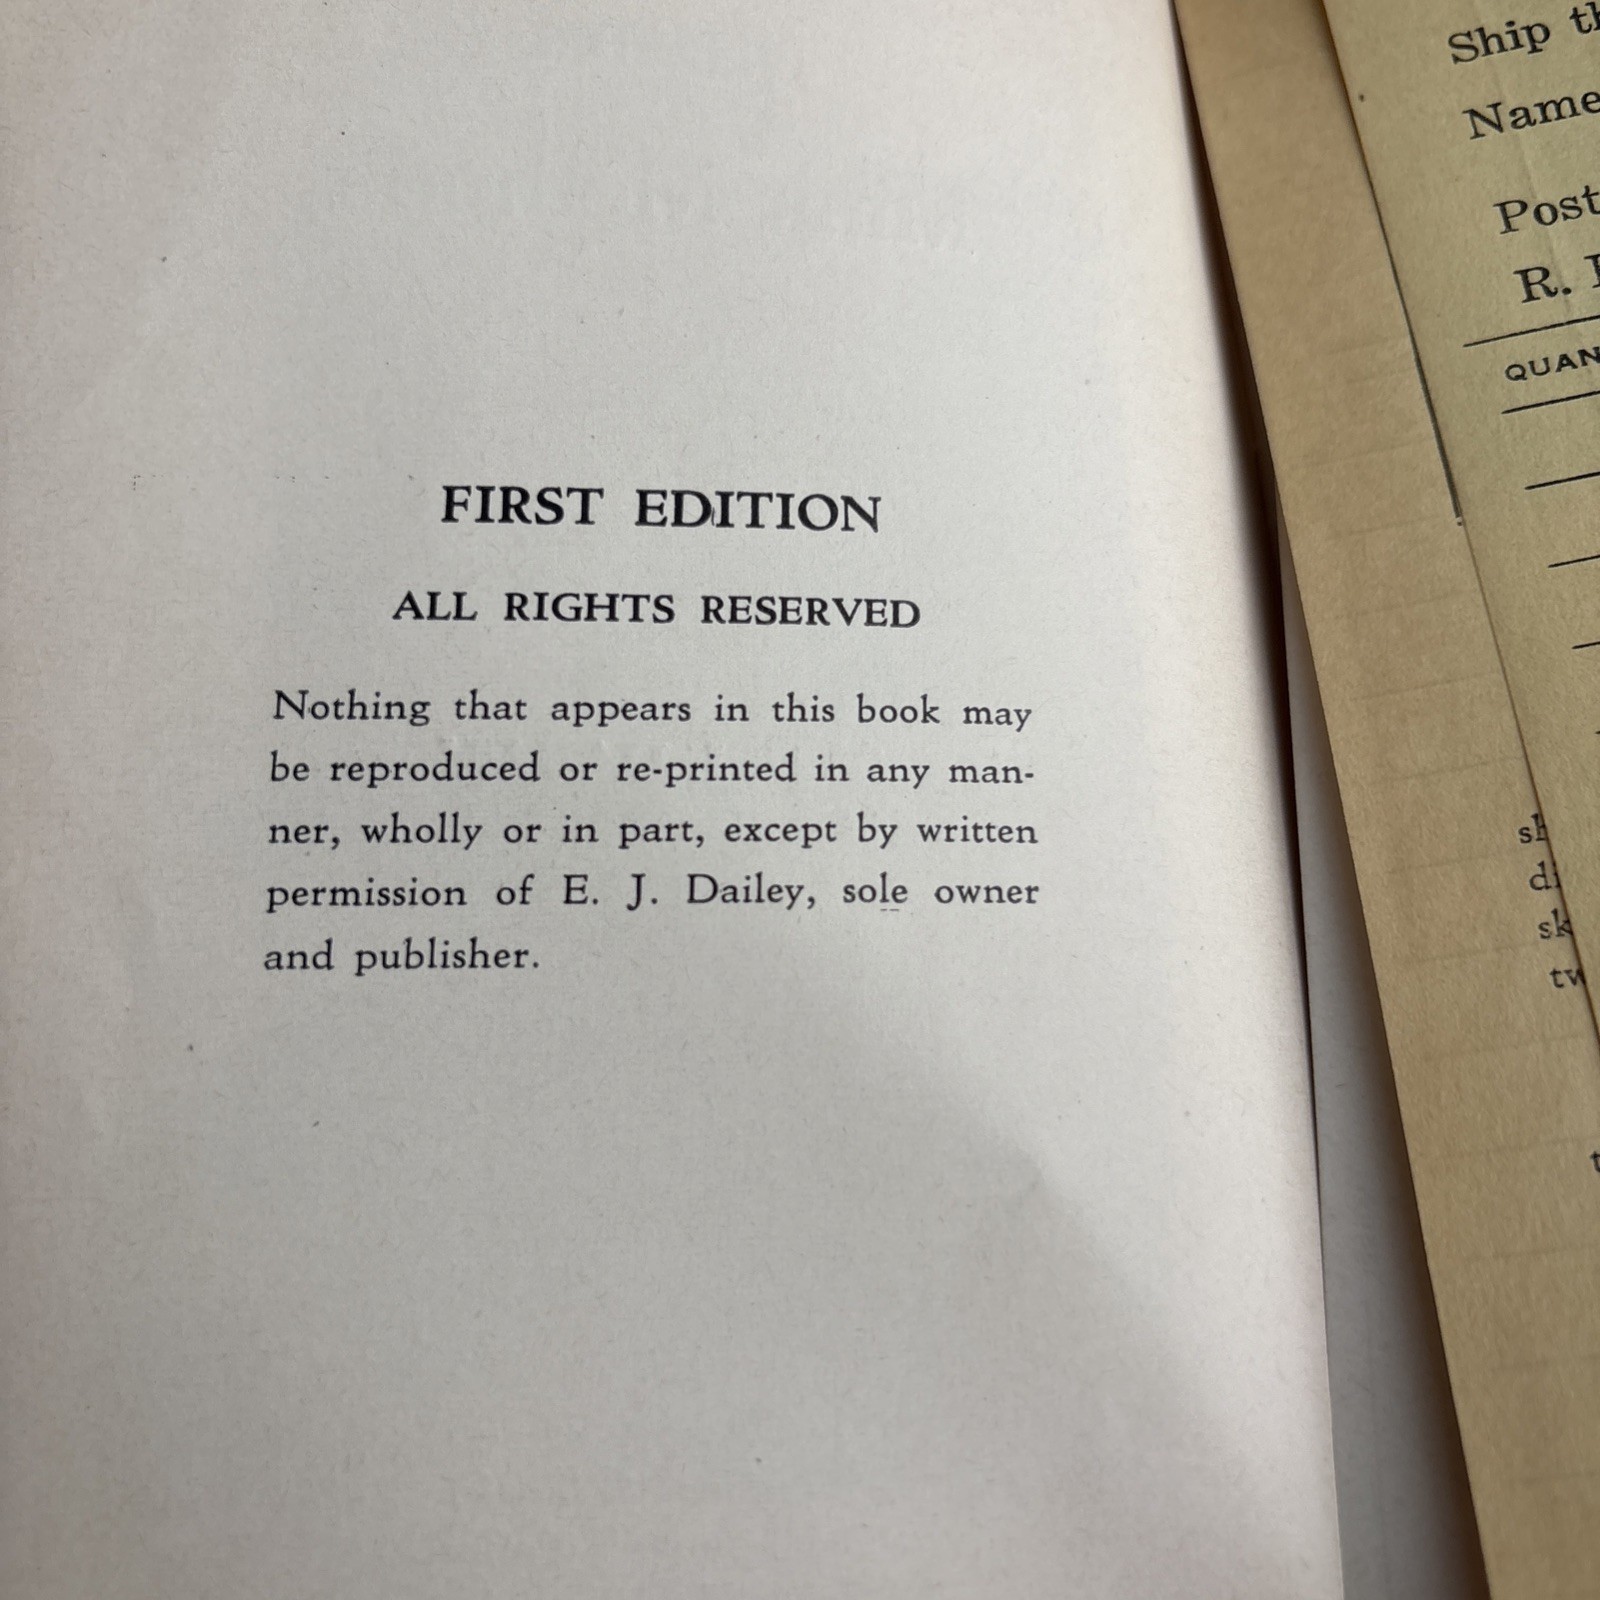 FIRST EDITION
ALL RIGHTS RESERVED
Nothing that appears in this book may
be reproduced or re-printed in any man-
ner, wholly or in part, except by written
permission of E. J. Dailey, sole owner
and publisher.
Ship
Name
Post
R.